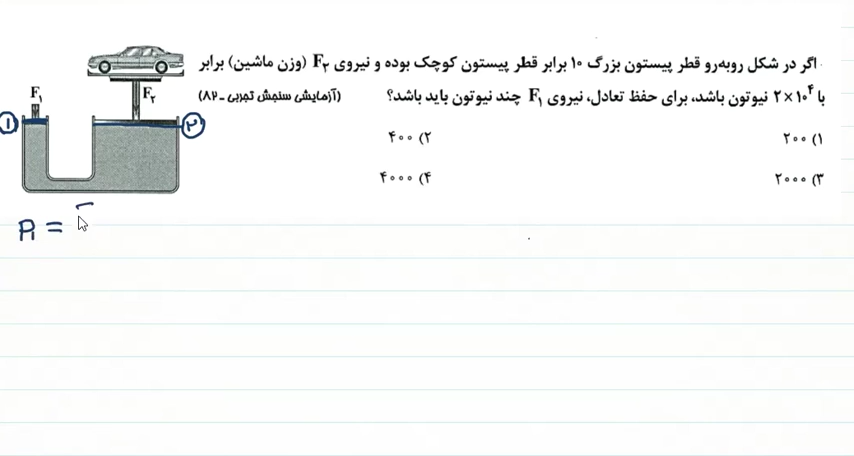 اگر در شکل روبه‌رو قطر پیستون بزرگ ۱۰ برابر قطر پیستون کوچک بوده و نیروی F۲ (وزن ماشین) برابر
با ۲×۱۰^۴ نیوتون باشد، برای حفظ تعادل، نیروی F۱ چند نیوتون باید باشد؟ (آزمایشی سنجش تجربی ـ ۸۲)
۱) ۲۰۰ ۲) ۴۰۰
۳) ۲۰۰۰ ۴) ۴۰۰۰
F۱ F۲
۱ ۲
P1 =